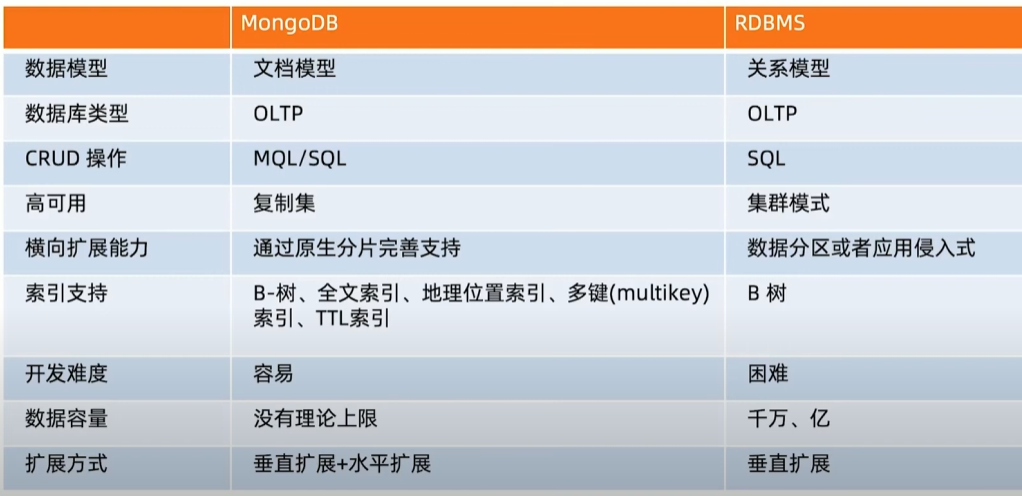 MongoDB RDBMS
数据模型 文档模型 关系模型
数据库类型 OLTP OLTP
CRUD 操作 MQL/SQL SQL
高可用 复制集 集群模式
横向扩展能力 通过原生分片完善支持 数据分区或者应用侵入式
索引支持 B-树、全文索引、地理位置索引、多键(multikey) B 树
索引、TTL索引
开发难度 容易 困难
数据容量 没有理论上限 千万、亿
扩展方式 垂直扩展+水平扩展 垂直扩展